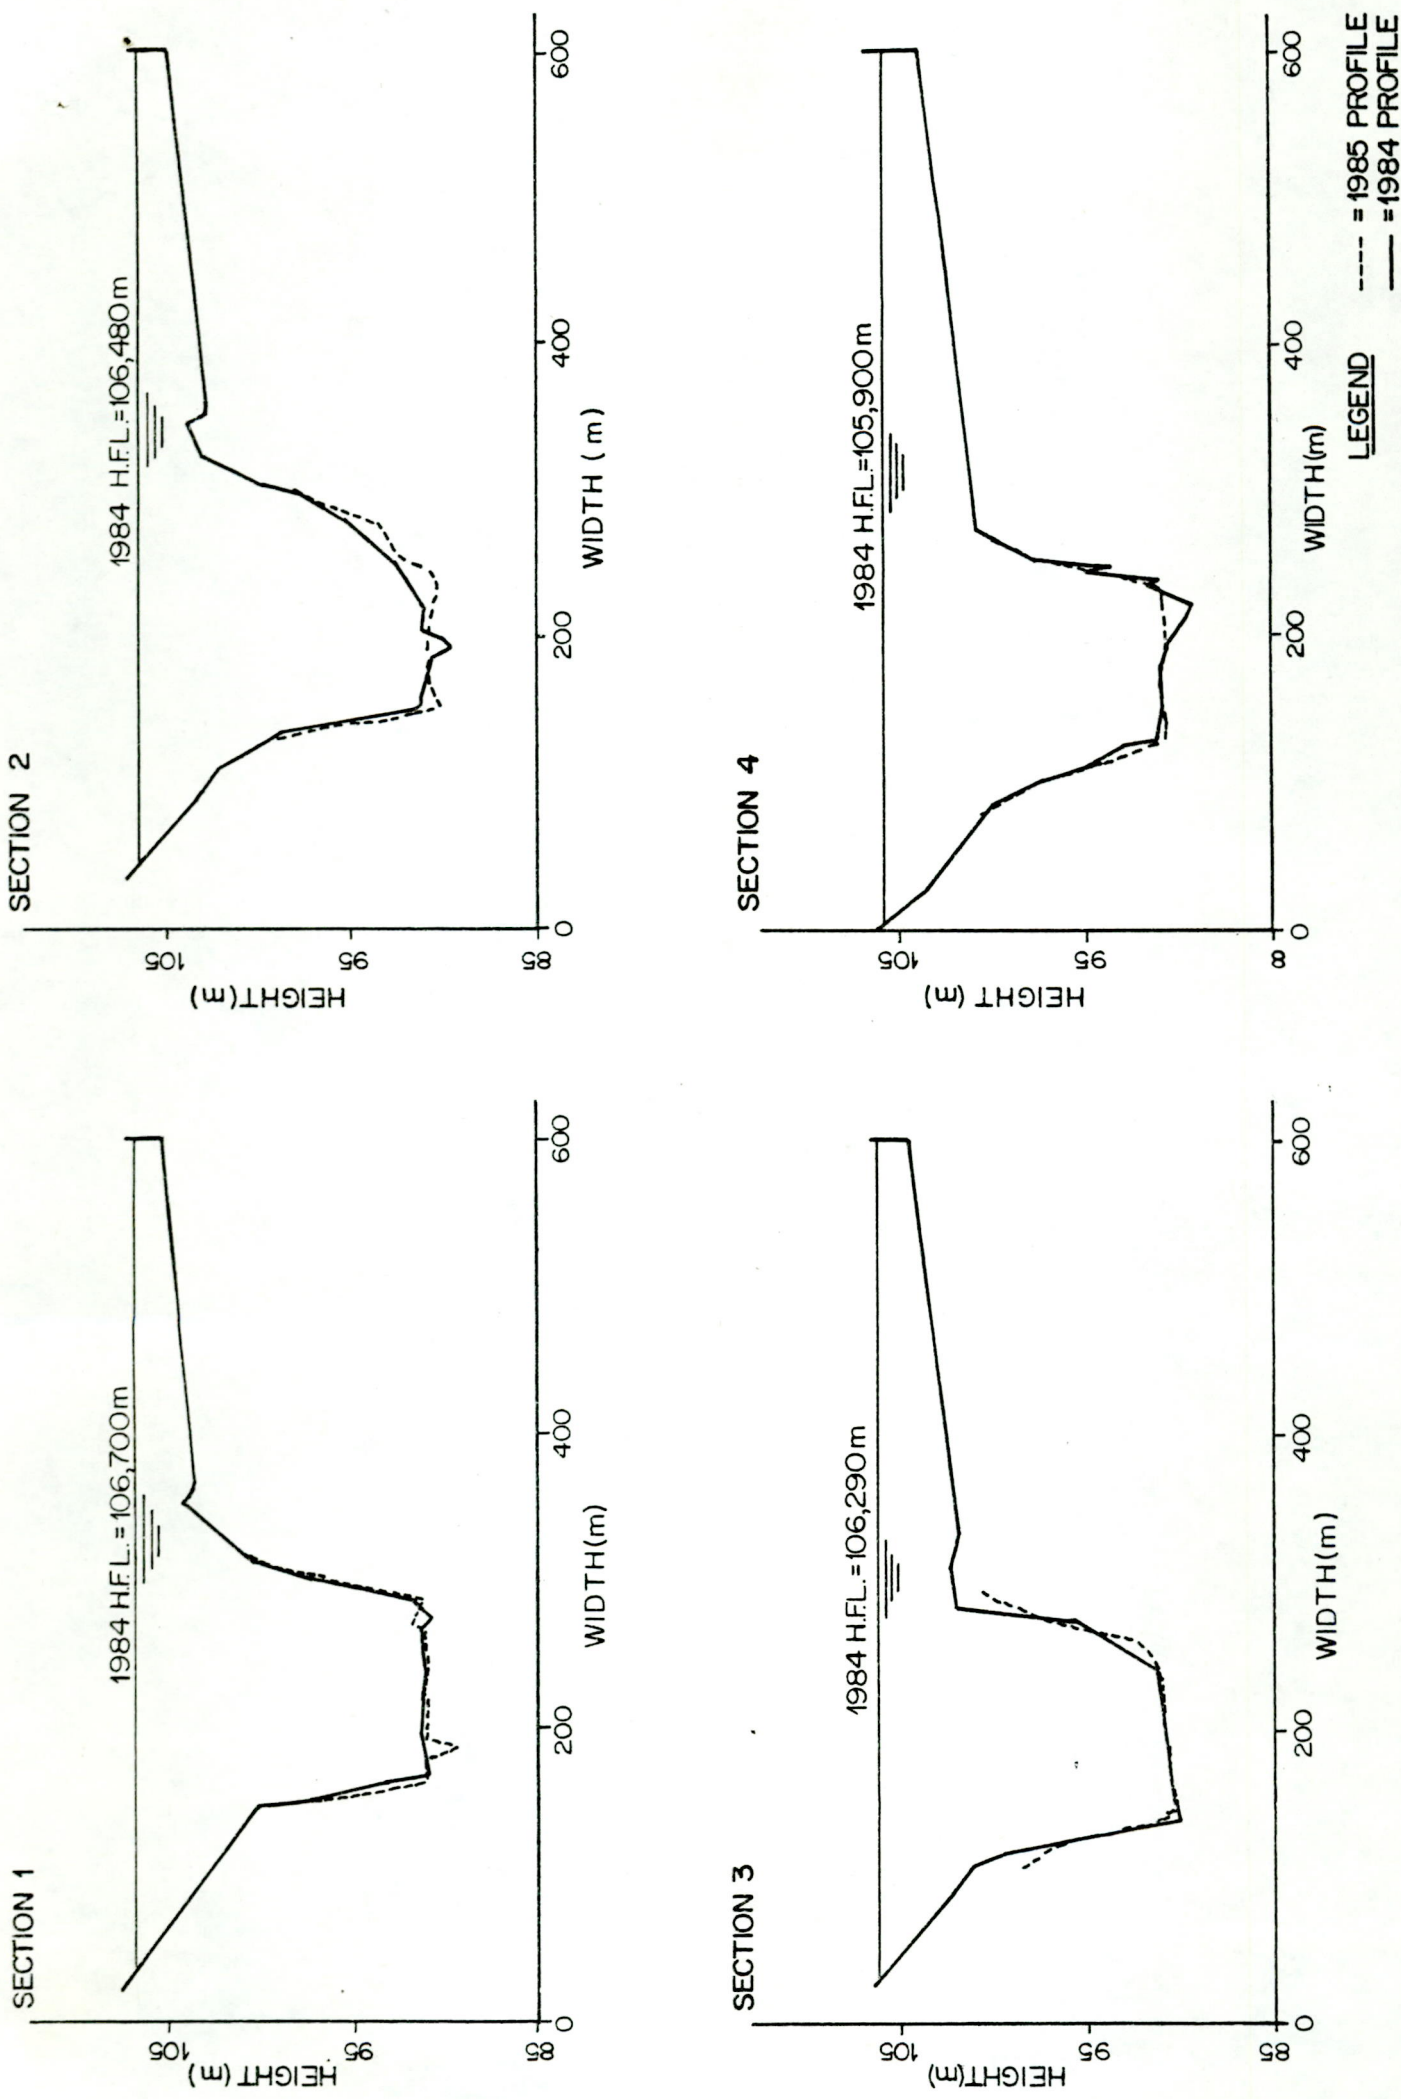 SECTION 1
1984 H.F.L.=106,700m
HEIGHT(m)
105
95
85
0
200
400
600
WIDTH(m)
SECTION 2
1984 H.F.L.=106,480m
HEIGHT(m)
105
95
85
0
200
400
600
WIDTH (m)
SECTION 3
1984 H.F.L.=106,290m
HEIGHT(m)
105
95
85
0
200
400
600
WIDTH(m)
SECTION 4
1984 H.F.L.=105,900m
HEIGHT (m)
105
95
8
0
200
400
600
WIDTH(m)
LEGEND
---- =1985 PROFILE
— =1984 PROFILE